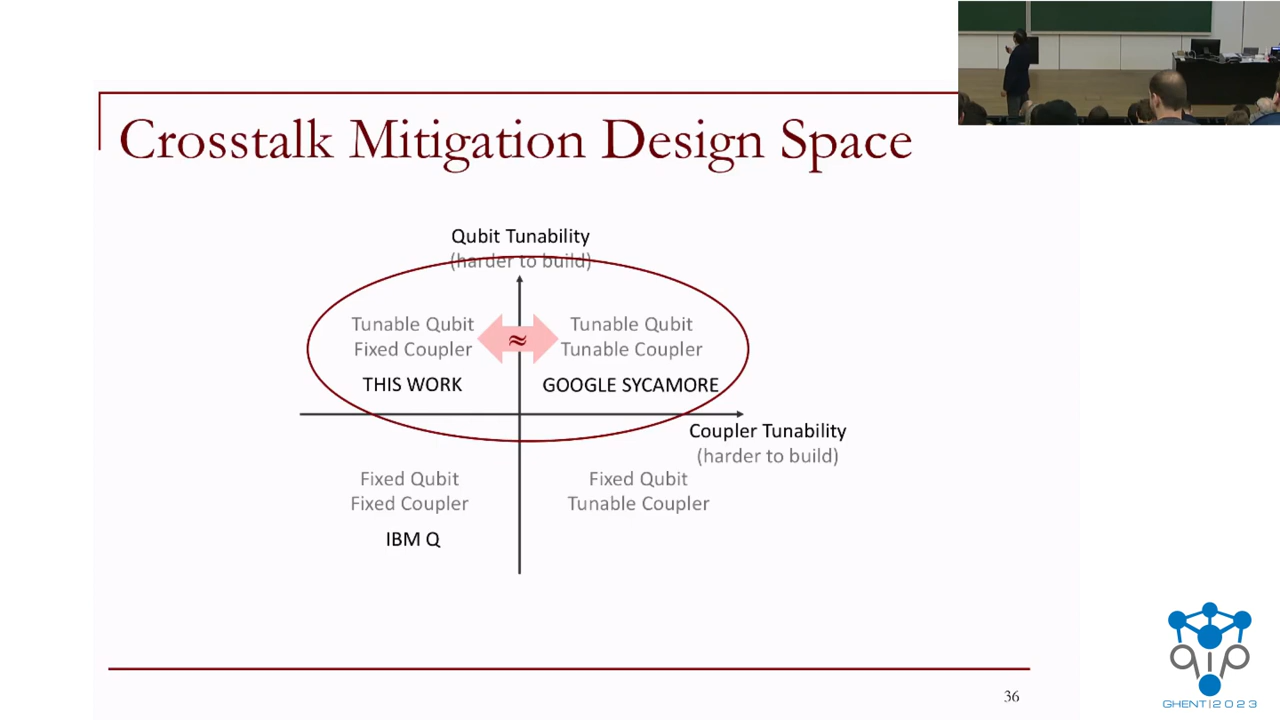 Crosstalk Mitigation Design Space
Qubit Tunability
(harder to build)
Tunable Qubit
Fixed Coupler
THIS WORK
≈
Tunable Qubit
Tunable Coupler
GOOGLE SYCAMORE
Coupler Tunability
(harder to build)
Fixed Qubit
Fixed Coupler
IBM Q
Fixed Qubit
Tunable Coupler
36
qip
GHENT|2023